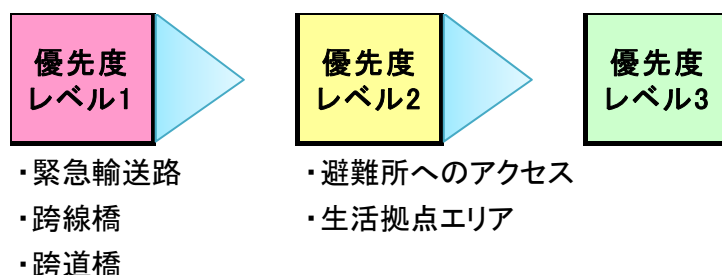 優先度
レベル1
優先度
レベル2
優先度
レベル3
・緊急輸送路
・跨線橋
・跨道橋
・避難所へのアクセス
・生活拠点エリア